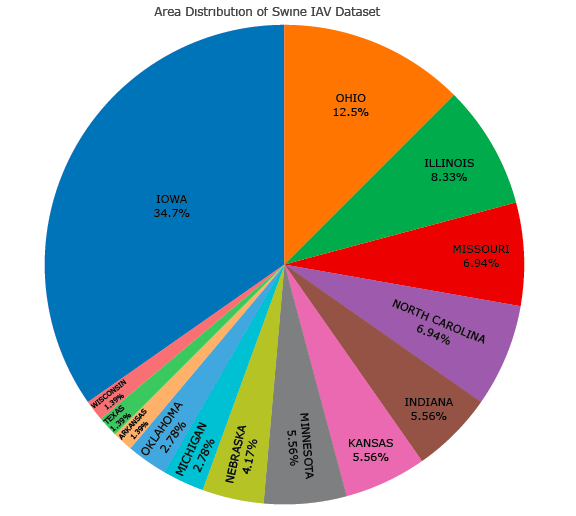 Area Distribution of Swine IAV Dataset
OHIO
12.5%
ILLINOIS
8.33%
IOWA
34.7%
MISSOURI
6.94%
NORTH CAROLINA
6.94%
INDIANA
5.56%
KANSAS
5.56%
MINNESOTA
5.56%
NEBRASKA
4.17%
MICHIGAN
2.78%
OKLAHOMA
2.78%
ARKANSAS
1.39%
TEXAS
1.39%
WISCONSIN
1.39%